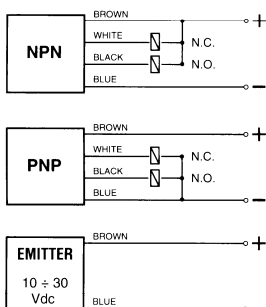 BROWN
+
WHITE
N.C.
NPN
BLACK
N.O.
BLUE
−
BROWN
+
WHITE
N.C.
PNP
BLACK
N.O.
BLUE
−
BROWN
+
EMITTER
10 ÷ 30
Vdc
BLUE